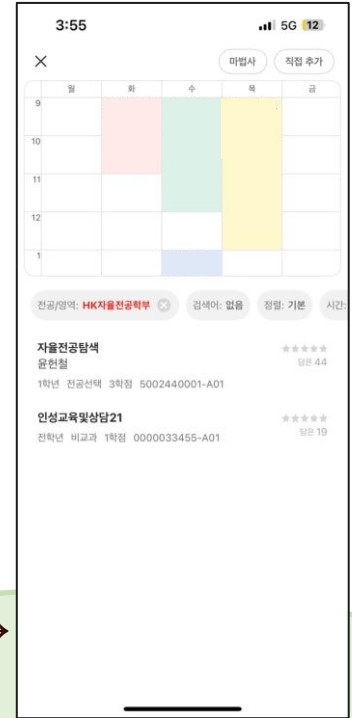 3:55 5G 12
× 마법사 직접 추가
월 화 수 목 금
9
10
11
12
1
전공/영역: HK자율전공학부 검색어: 없음 정렬: 기본 시간:
자율전공탐색 ★★★★★
윤헌철 담은 44
1학년 전공선택 3학점 5002440001-A01
인성교육및상담21 ★★★★★
전학년 비교과 1학점 0000033455-A01 담은 19